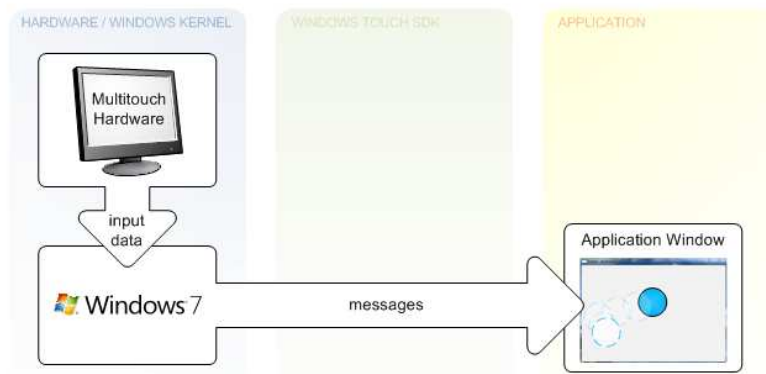 HARDWARE / WINDOWS KERNEL
WINDOWS TOUCH SDK
APPLICATION
Multitouch
Hardware
input
data
Windows 7
messages
Application Window